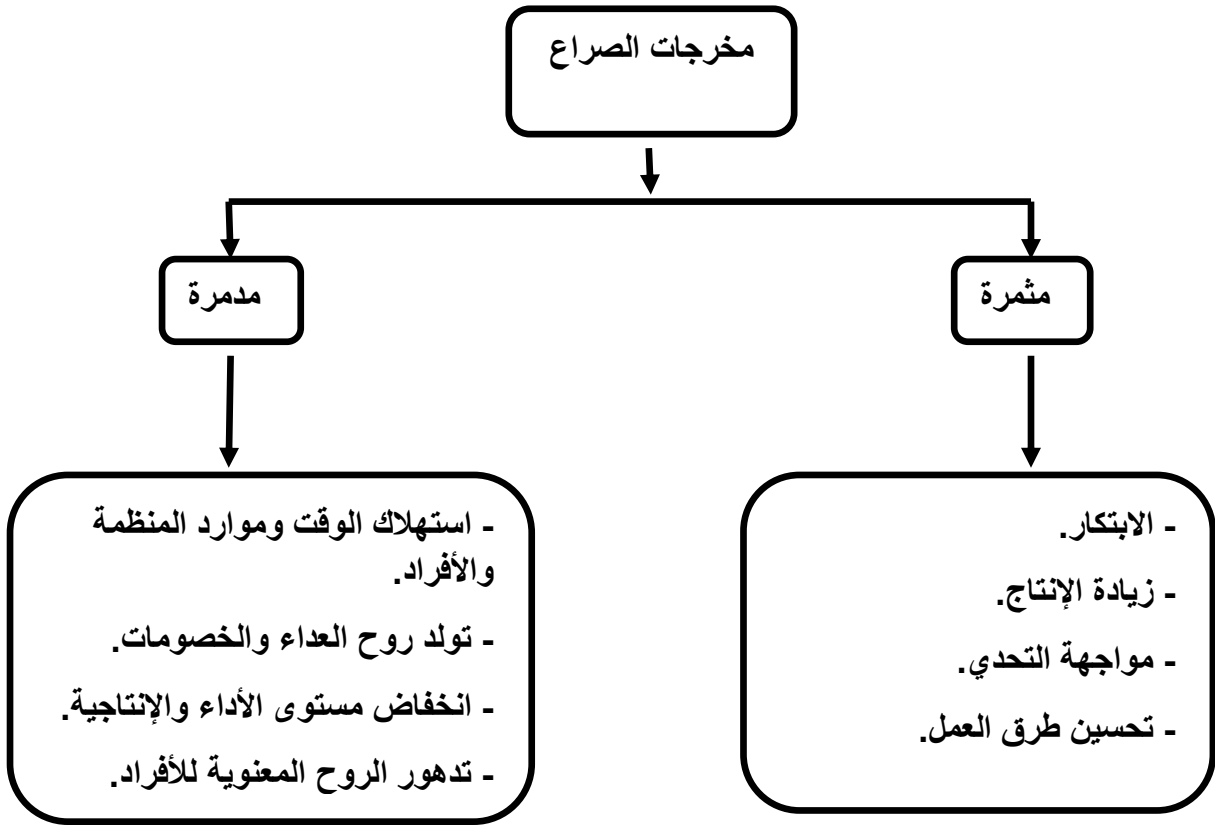 مخرجات الصراع
مثمرة
مدمرة
- الابتكار.
- زيادة الإنتاج.
- مواجهة التحدي.
- تحسين طرق العمل.
- استهلاك الوقت وموارد المنظمة
والأفراد.
- تولد روح العداء والخصومات.
- انخفاض مستوى الأداء والإنتاجية.
- تدهور الروح المعنوية للأفراد.